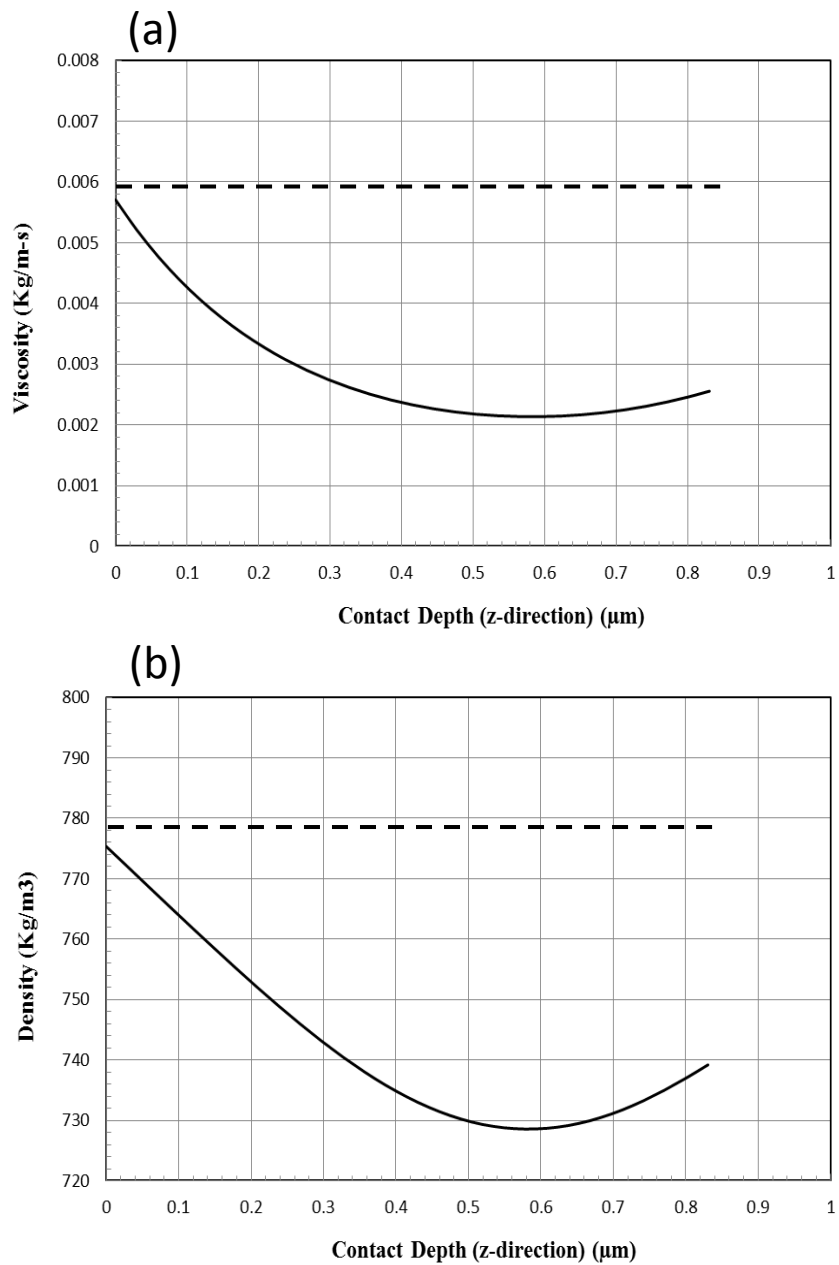 (a)
0.008
0.007
0.006
0.005
0.004
0.003
0.002
0.001
0
Viscosity (Kg/m-s)
0 0.1 0.2 0.3 0.4 0.5 0.6 0.7 0.8 0.9 1
Contact Depth (z-direction) (μm)
(b)
800
790
780
770
760
750
740
730
720
Density (Kg/m3)
0 0.1 0.2 0.3 0.4 0.5 0.6 0.7 0.8 0.9 1
Contact Depth (z-direction) (μm)